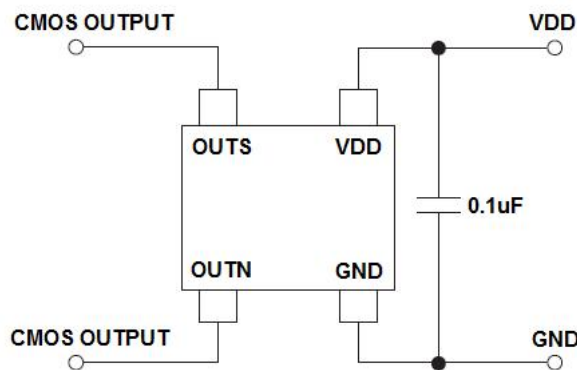 CMOS OUTPUT
VDD
OUTS
VDD
0.1uF
OUTN
GND
CMOS OUTPUT
GND